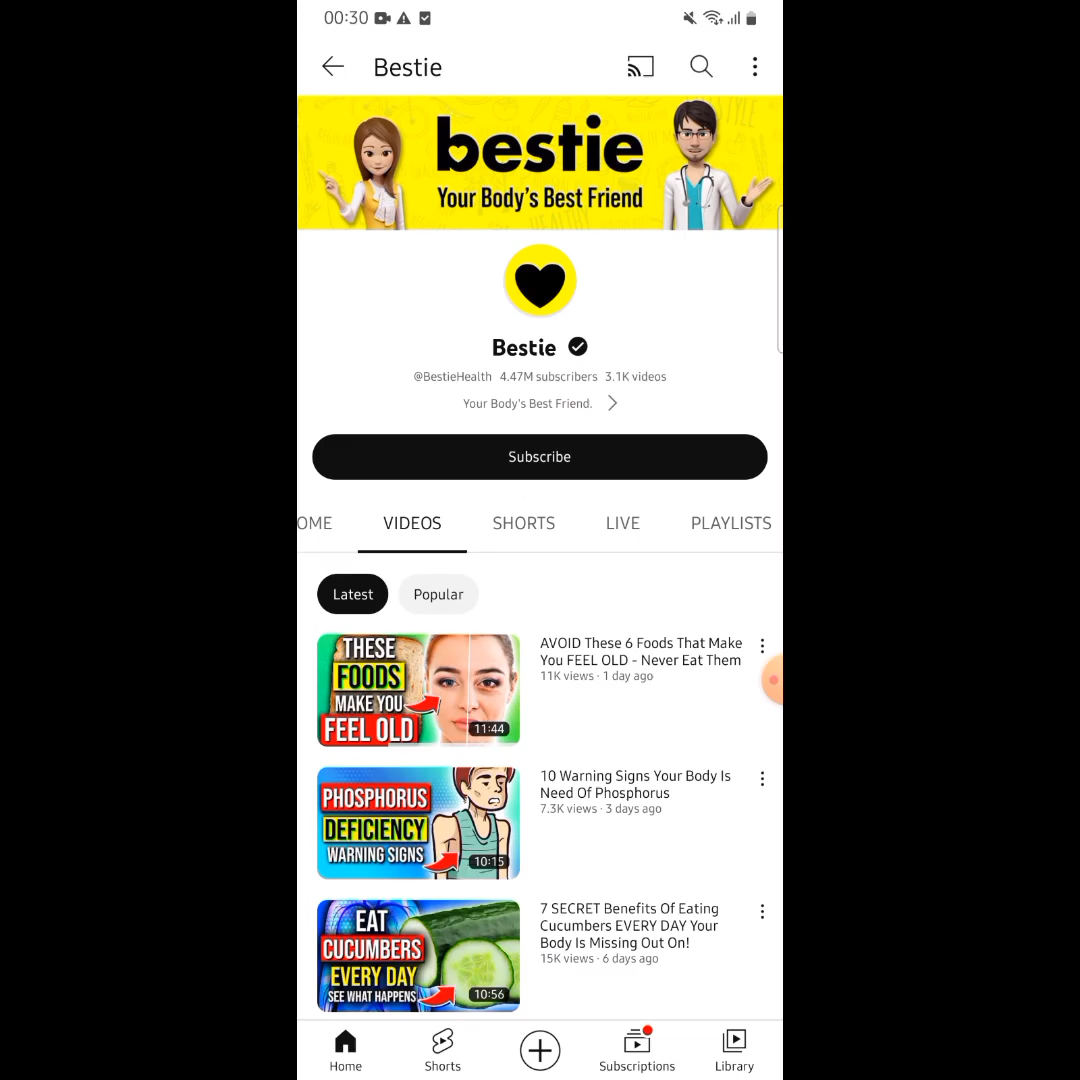 00:30
Bestie
bestie
Your Body's Best Friend
Bestie
@BestieHealth 4.47M subscribers 3.1K videos
Your Body's Best Friend.
Subscribe
OME VIDEOS SHORTS LIVE PLAYLISTS
Latest Popular
THESE
FOODS
MAKE YOU
FEEL OLD
11:44
AVOID These 6 Foods That Make
You FEEL OLD - Never Eat Them
11K views · 1 day ago
PHOSPHORUS
DEFICIENCY
WARNING SIGNS
10:15
10 Warning Signs Your Body Is
Need Of Phosphorus
7.3K views · 3 days ago
EAT
CUCUMBERS
EVERY DAY
SEE WHAT HAPPENS
10:56
7 SECRET Benefits Of Eating
Cucumbers EVERY DAY Your
Body Is Missing Out On!
15K views · 6 days ago
Home Shorts Subscriptions Library